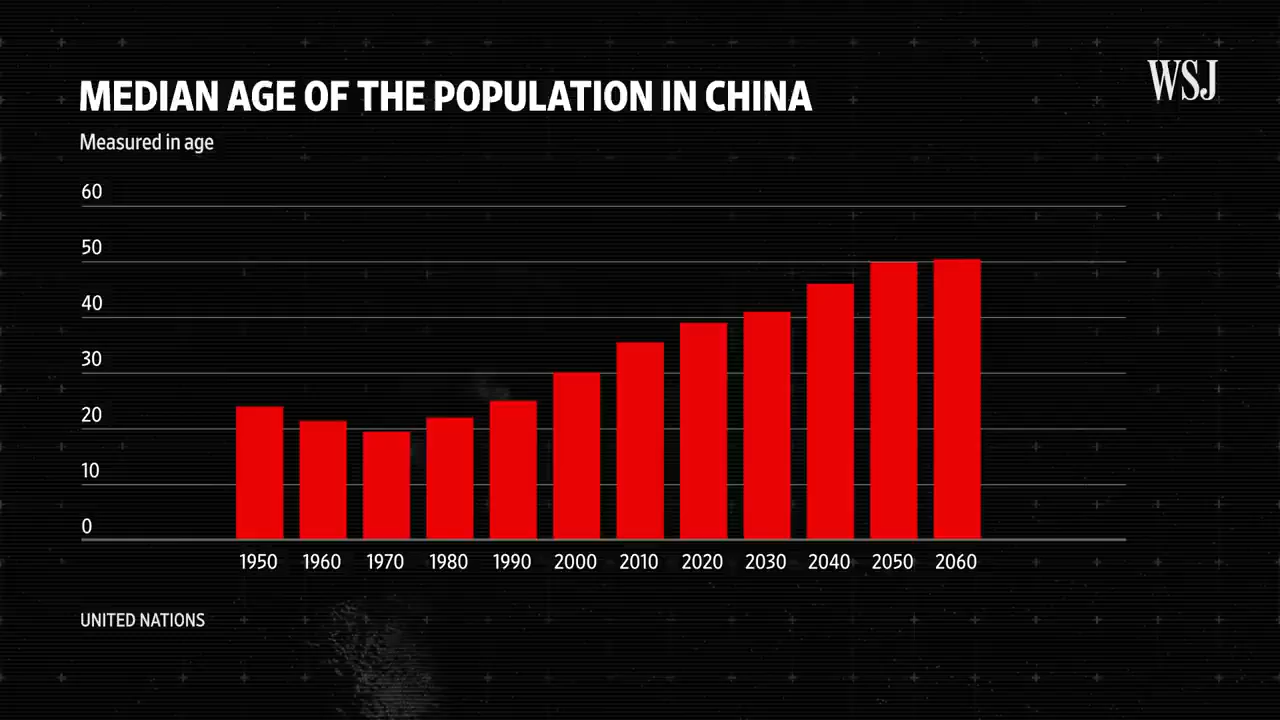 WSJ
MEDIAN AGE OF THE POPULATION IN CHINA
Measured in age
60
50
40
30
20
10
0
1950 1960 1970 1980 1990 2000 2010 2020 2030 2040 2050 2060
UNITED NATIONS